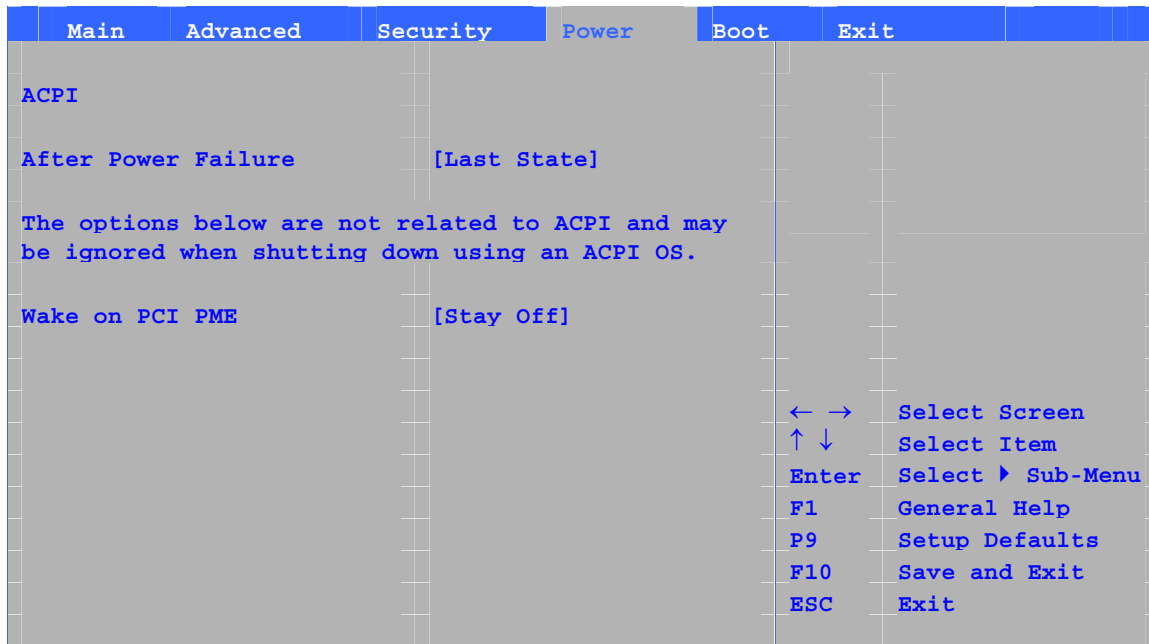 Main Advanced Security Power Boot Exit
ACPI
After Power Failure [Last State]
The options below are not related to ACPI and may
be ignored when shutting down using an ACPI OS.
Wake on PCI PME [Stay Off]
← → Select Screen
↑ ↓ Select Item
Enter Select ▶ Sub-Menu
F1 General Help
P9 Setup Defaults
F10 Save and Exit
ESC Exit